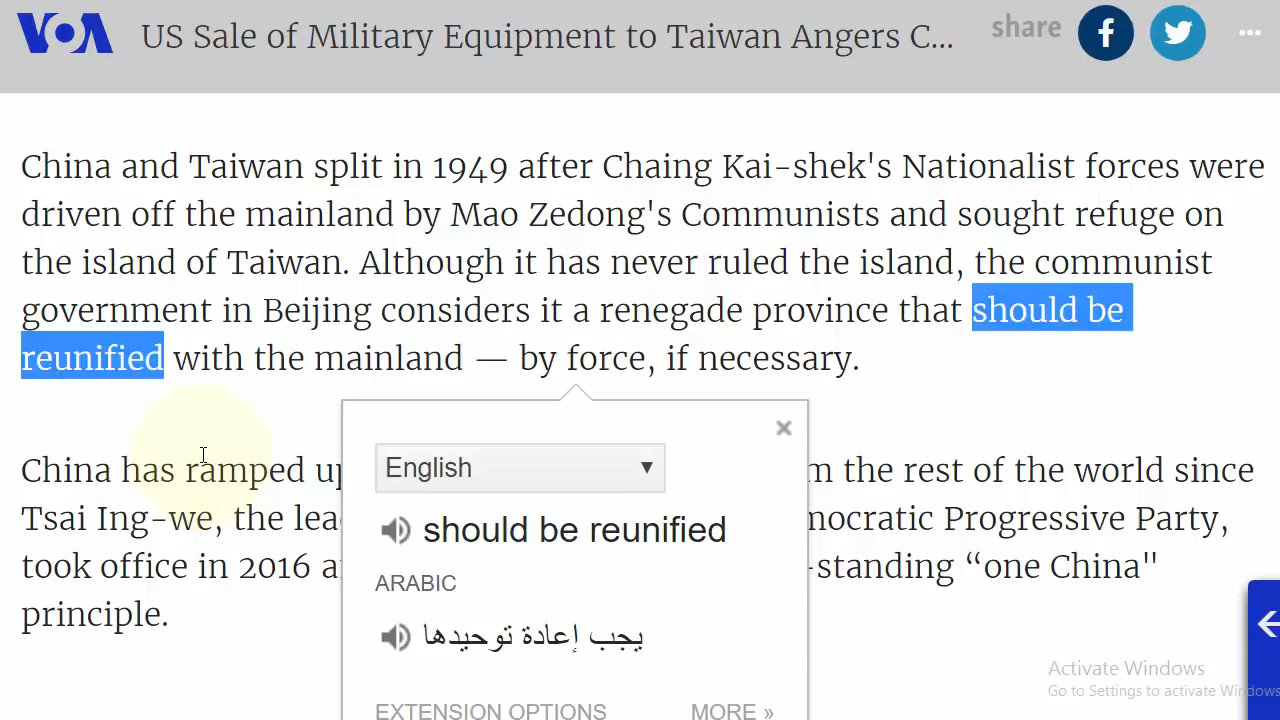 VOA
US Sale of Military Equipment to Taiwan Angers C...
share
China and Taiwan split in 1949 after Chaing Kai-shek's Nationalist forces were
driven off the mainland by Mao Zedong's Communists and sought refuge on
the island of Taiwan. Although it has never ruled the island, the communist
government in Beijing considers it a renegade province that should be
reunified with the mainland — by force, if necessary.
English
should be reunified
ARABIC
يجب إعادة توحيدها
EXTENSION OPTIONS MORE »
China has ramped m the rest of the world since
Tsai Ing-we, the mocratic Progressive Party,
took office in 2016 -standing “one China"
principle.
Activate Windows
Go to Settings to activate Windows